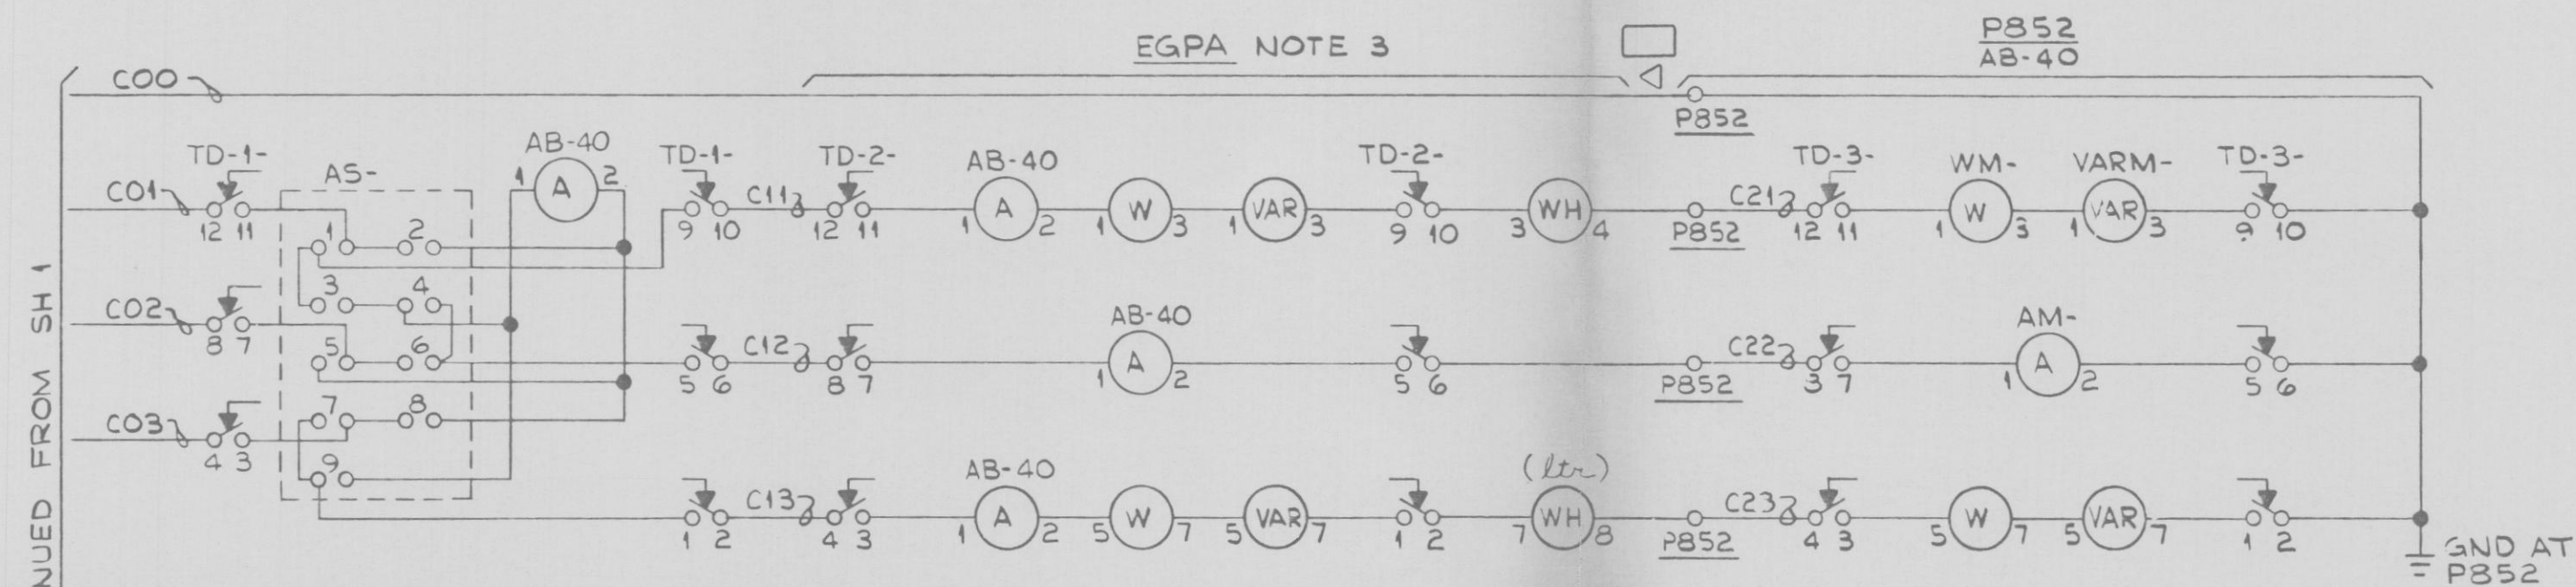 EGPA NOTE 3
P852
AB-40
C00
P852
TD-1- AS- AB-40 TD-1- TD-2- AB-40 TD-2- TD-3- WM- VARM- TD-3-
1 A 2
C01 C11 A W VAR WH C21 W VAR
12 11 9 10 12 11 1 2 1 3 1 3 9 10 3 4 P852 12 11 1 3 1 3 9 10
1 2
3 4
C02
8 7
AB-40 AM-
5 6 C12 A C22 A
5 6 8 7 1 2 5 6 P852 3 7 1 2 5 6
7 8
C03
4 3
9
AB-40 (ltr)
C13 A W VAR WH C23 W VAR
1 2 4 3 1 2 5 7 5 7 1 2 7 8 P852 4 3 5 7 5 7 1 2
GND AT
P852
NUED FROM SH 1